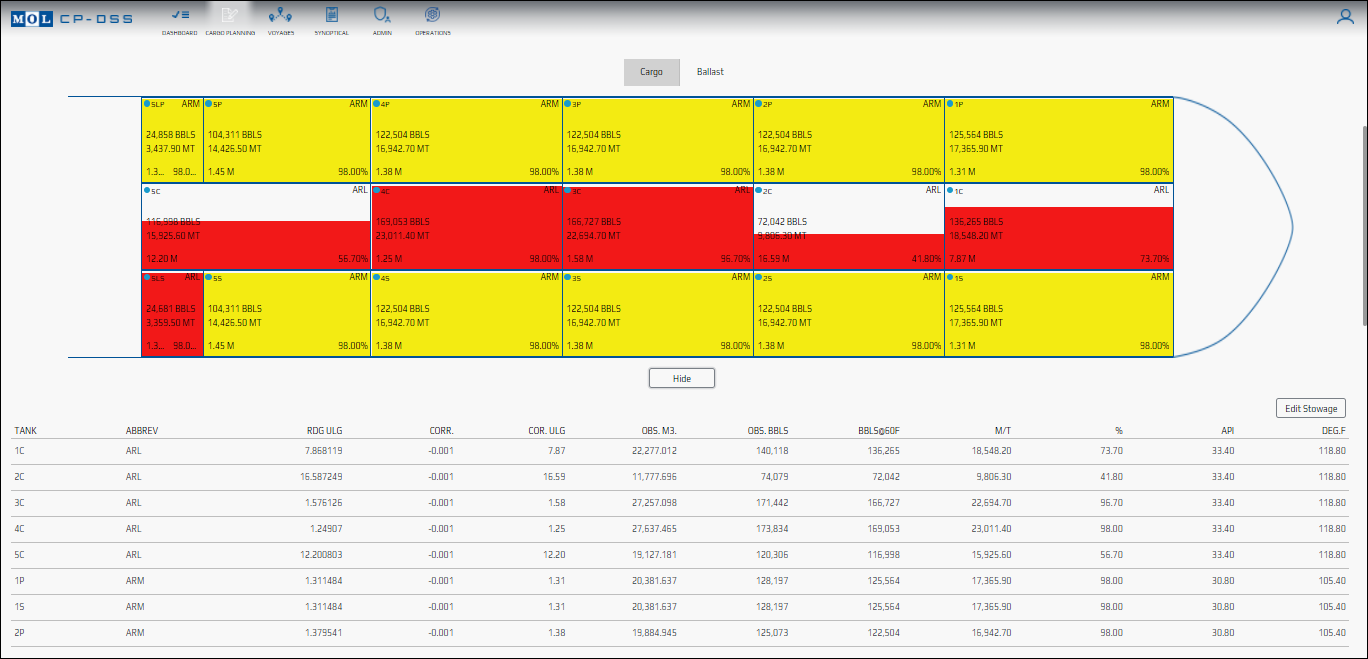 MOL CP-DSS
DASHBOARD CARGO PLANNING VOYAGES SYNOPTICAL ADMIN OPERATIONS
Cargo Ballast
SLP ARM 5P ARM 4P ARM 3P ARM 2P ARM 1P ARM
24,858 BBLS 104,311 BBLS 122,504 BBLS 122,504 BBLS 122,504 BBLS 125,564 BBLS
3,437.90 MT 14,426.50 MT 16,942.70 MT 16,942.70 MT 16,942.70 MT 17,365.90 MT
1.3... 98.0... 1.45 M 98.00% 1.38 M 98.00% 1.38 M 98.00% 1.38 M 98.00% 1.31 M 98.00%
5C ARL 4C ARL 3C ARL 2C ARL 1C ARL
116,998 BBLS 169,053 BBLS 166,727 BBLS 72,042 BBLS 136,265 BBLS
15,925.60 MT 23,011.40 MT 22,694.70 MT 9,806.30 MT 18,548.20 MT
12.20 M 56.70% 1.25 M 98.00% 1.58 M 96.70% 16.59 M 41.80% 7.87 M 73.70%
SLS ARL 5S ARM 4S ARM 3S ARM 2S ARM 1S ARM
24,681 BBLS 104,311 BBLS 122,504 BBLS 122,504 BBLS 122,504 BBLS 125,564 BBLS
3,359.50 MT 14,426.50 MT 16,942.70 MT 16,942.70 MT 16,942.70 MT 17,365.90 MT
1.3... 98.0... 1.45 M 98.00% 1.38 M 98.00% 1.38 M 98.00% 1.38 M 98.00% 1.31 M 98.00%
Hide
Edit Stowage
TANK ABBREV RDG ULG CORR. COR. ULG OBS. M3. OBS. BBLS BBLS@60F M/T % API DEG.F
1C ARL 7.868119 -0.001 7.87 22,277.012 140,118 136,265 18,548.20 73.70 33.40 118.80
2C ARL 16.587249 -0.001 16.59 11,777.696 74,079 72,042 9,806.30 41.80 33.40 118.80
3C ARL 1.576126 -0.001 1.58 27,257.098 171,442 166,727 22,694.70 96.70 33.40 118.80
4C ARL 1.24907 -0.001 1.25 27,637.465 173,834 169,053 23,011.40 98.00 33.40 118.80
5C ARL 12.200803 -0.001 12.20 19,127.181 120,306 116,998 15,925.60 56.70 33.40 118.80
1P ARM 1.311484 -0.001 1.31 20,381.637 128,197 125,564 17,365.90 98.00 30.80 105.40
1S ARM 1.311484 -0.001 1.31 20,381.637 128,197 125,564 17,365.90 98.00 30.80 105.40
2P ARM 1.379541 -0.001 1.38 19,884.945 125,073 122,504 16,942.70 98.00 30.80 105.40